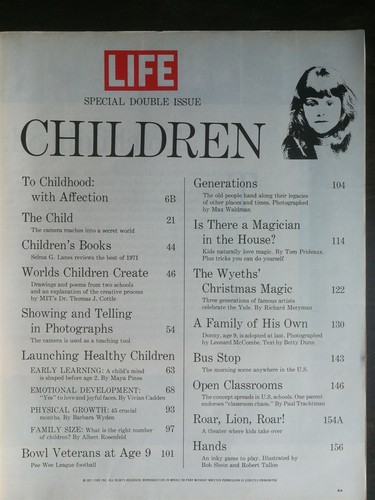 LIFE
SPECIAL DOUBLE ISSUE
CHILDREN
To Childhood:
with Affection 6B
The Child 21
The camera reaches into a secret world
Children's Books 44
Selma G. Lanes reviews the best of 1971
Worlds Children Create 46
Drawings and poems from two schools
and an explanation of the creative process
by MIT's Dr. Thomas J. Cottle
Showing and Telling
in Photographs 54
The camera is used as a teaching tool
Launching Healthy Children
EARLY LEARNING: A child's mind 63
is shaped before 2. By Maya Pines
EMOTIONAL DEVELOPMENT: 68
"Yes" to love and joyful faces. By Vivian Cadden
PHYSICAL GROWTH: 45 crucial 93
months. By Barbara Wyden
FAMILY SIZE: What is the right number 97
of children? By Albert Rosenfeld
Bowl Veterans at Age 9 101
Pee Wee League football
Generations 104
The old people hand along their legacies
of other places and times. Photographed
by Max Waldman
Is There a Magician
in the House? 114
Kids naturally love magic. By Tom Prideaux.
Plus tricks you can do yourself
The Wyeths'
Christmas Magic 122
Three generations of famous artists
celebrate the Yule. By Richard Meryman
A Family of His Own 130
Donny, age 9, is adopted at last. Photographed
by Leonard McCombe. Text by Betty Dunn
Bus Stop 143
The morning scene anywhere in the U.S.
Open Classrooms 146
The concept spreads in U.S. schools. One parent
endorses "classroom chaos." By Paul Trachtman
Roar, Lion, Roar! 154A
A theater where kids take over
Hands 156
An inky game to play. Illustrated by
Bob Stein and Robert Tallon